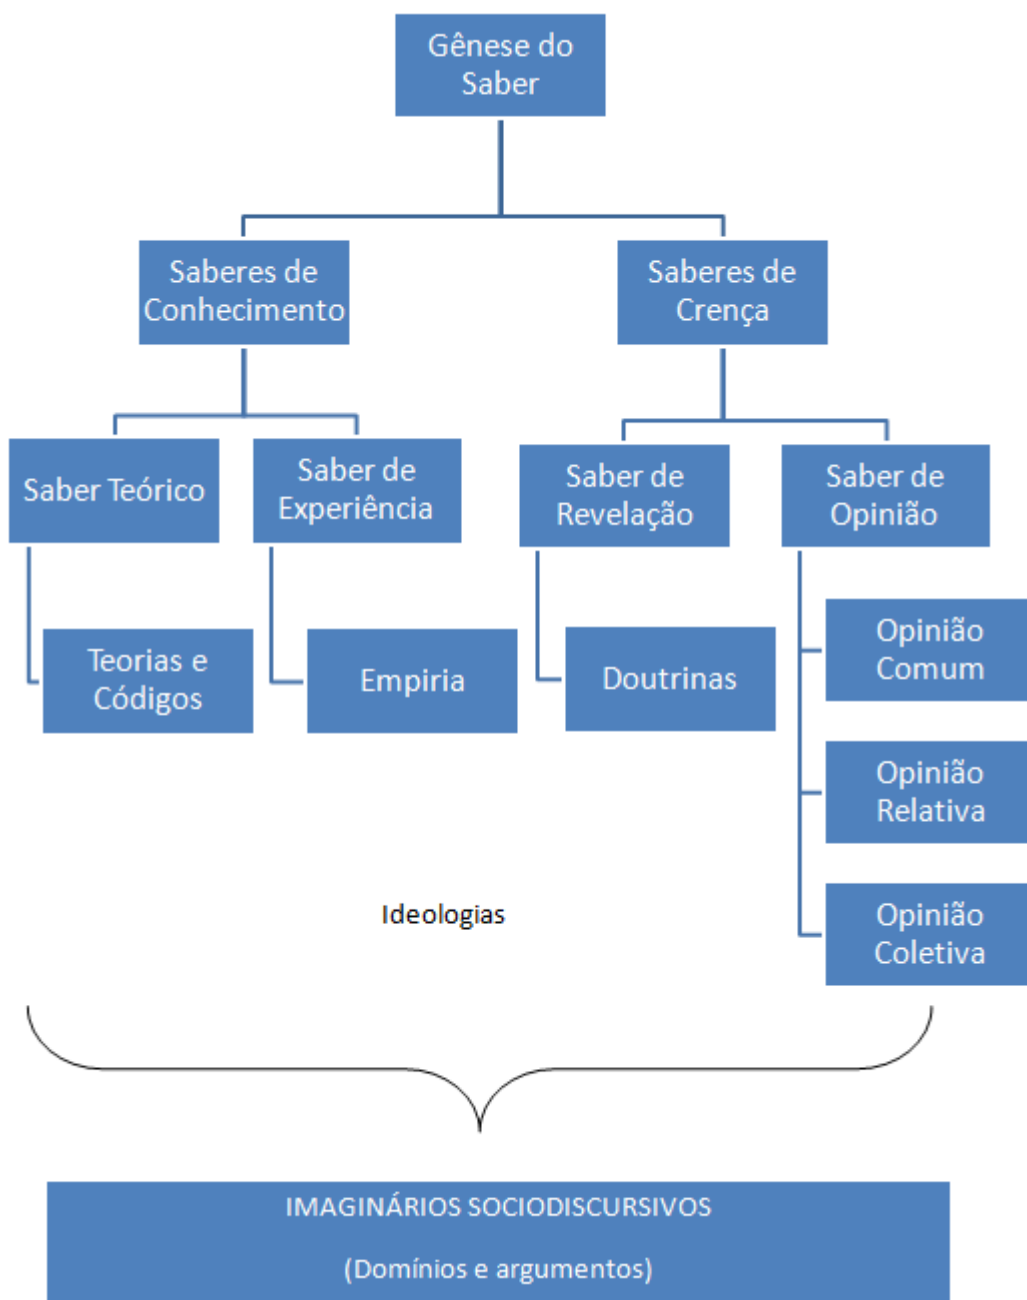 Gênese do
Saber
Saberes de
Conhecimento
Saberes de
Crença
Saber Teórico
Saber de
Experiência
Saber de
Revelação
Saber de
Opinião
Teorias e
Códigos
Empiria
Doutrinas
Opinião
Comum
Opinião
Relativa
Opinião
Coletiva
Ideologias
IMAGINÁRIOS SOCIODISCURSIVOS
(Domínios e argumentos)